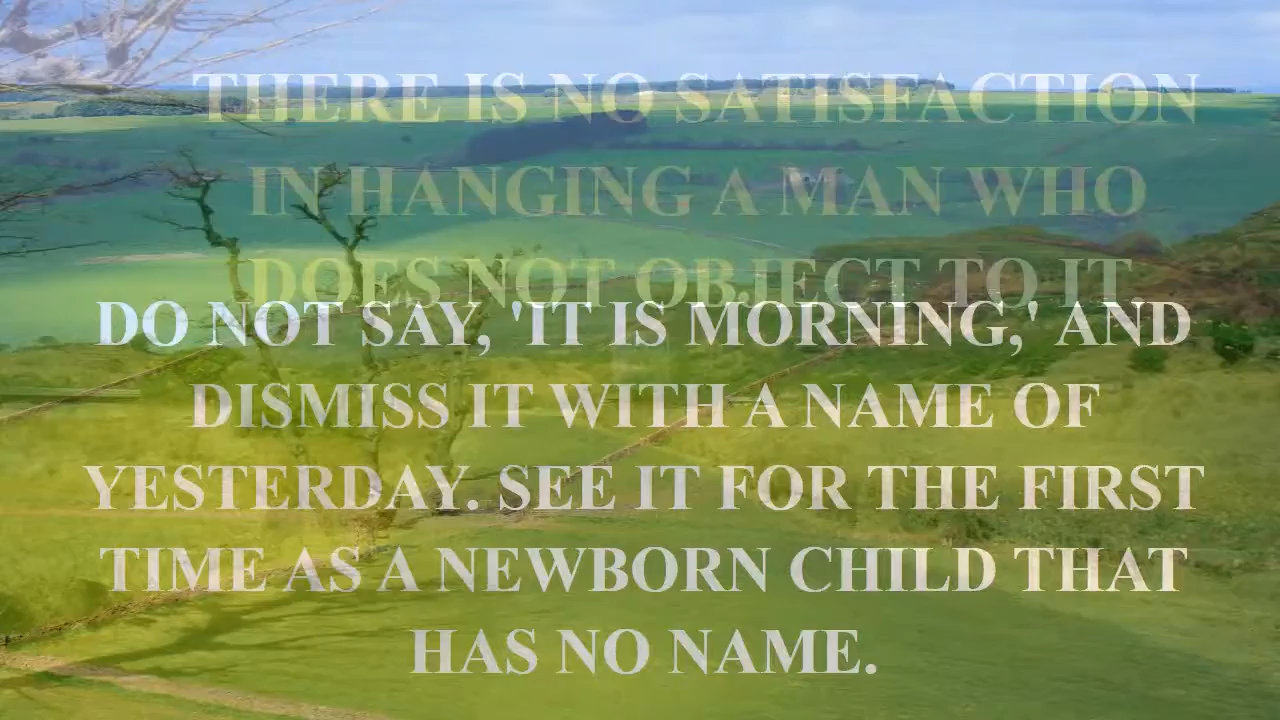 THERE IS NO SATISFACTION
IN HANGING A MAN WHO
DOES NOT OBJECT TO IT
DO NOT SAY, 'IT IS MORNING,' AND
DISMISS IT WITH A NAME OF
YESTERDAY. SEE IT FOR THE FIRST
TIME AS A NEWBORN CHILD THAT
HAS NO NAME.